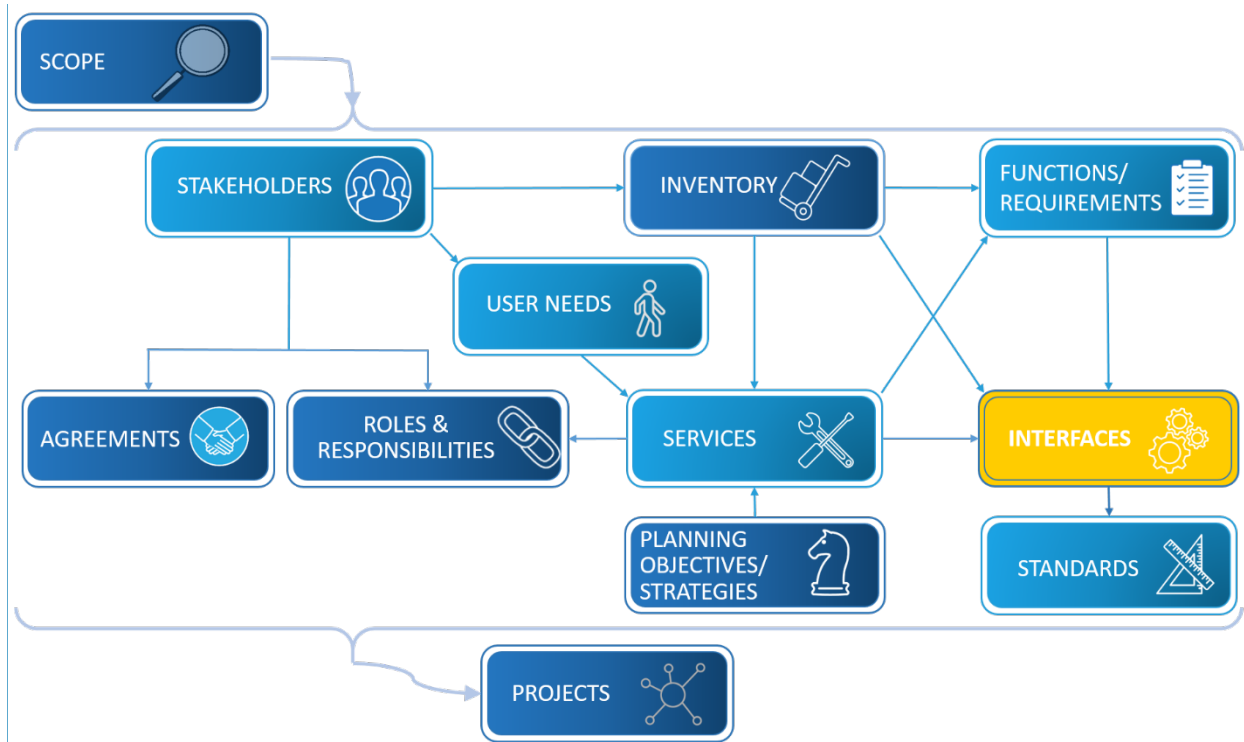 SCOPE
STAKEHOLDERS
INVENTORY
FUNCTIONS/
REQUIREMENTS
USER NEEDS
AGREEMENTS
ROLES &
RESPONSIBILITIES
SERVICES
INTERFACES
PLANNING
OBJECTIVES/
STRATEGIES
STANDARDS
PROJECTS